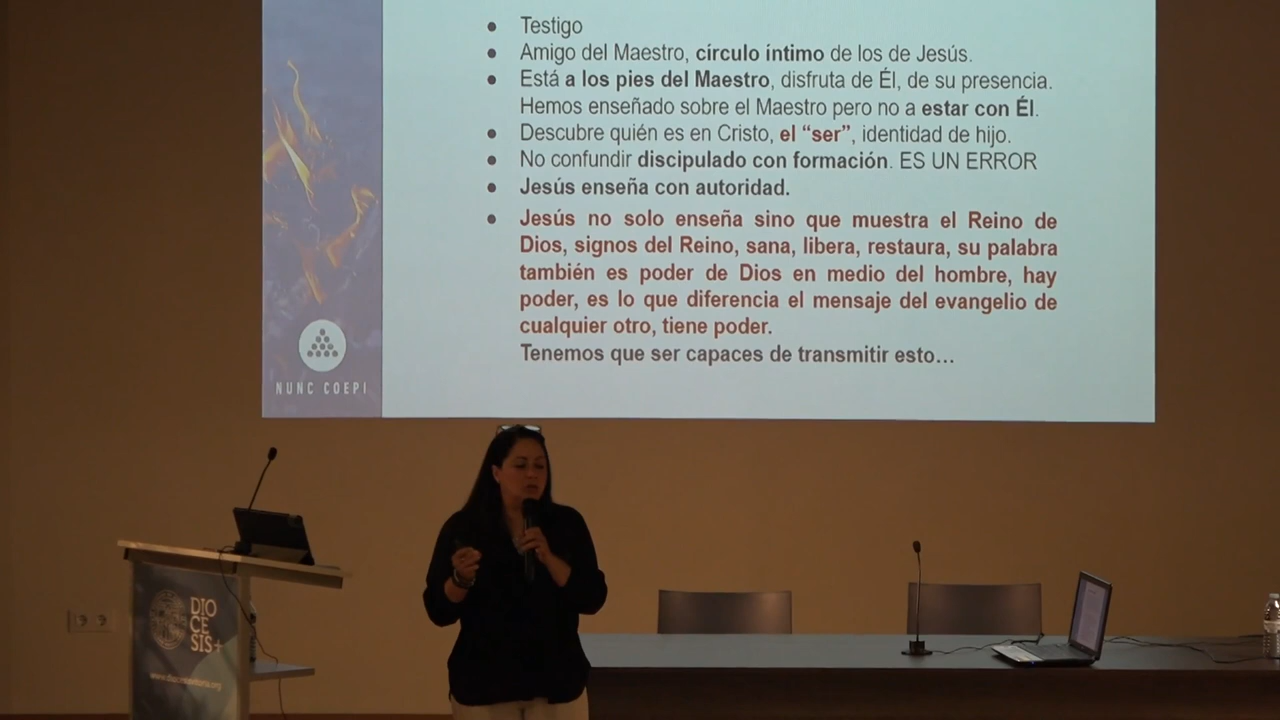 Testigo
Amigo del Maestro, círculo íntimo de los de Jesús.
Está a los pies del Maestro, disfruta de Él, de su presencia.
Hemos enseñado sobre el Maestro pero no a estar con Él.
Descubre quién es en Cristo, el “ser”, identidad de hijo.
No confundir discipulado con formación. ES UN ERROR
Jesús enseña con autoridad.
Jesús no solo enseña sino que muestra el Reino de
Dios, signos del Reino, sana, libera, restaura, su palabra
también es poder de Dios en medio del hombre, hay
poder, es lo que diferencia el mensaje del evangelio de
cualquier otro, tiene poder.
Tenemos que ser capaces de transmitir esto…
NUNC COEPI
DIO
CE
SIS+